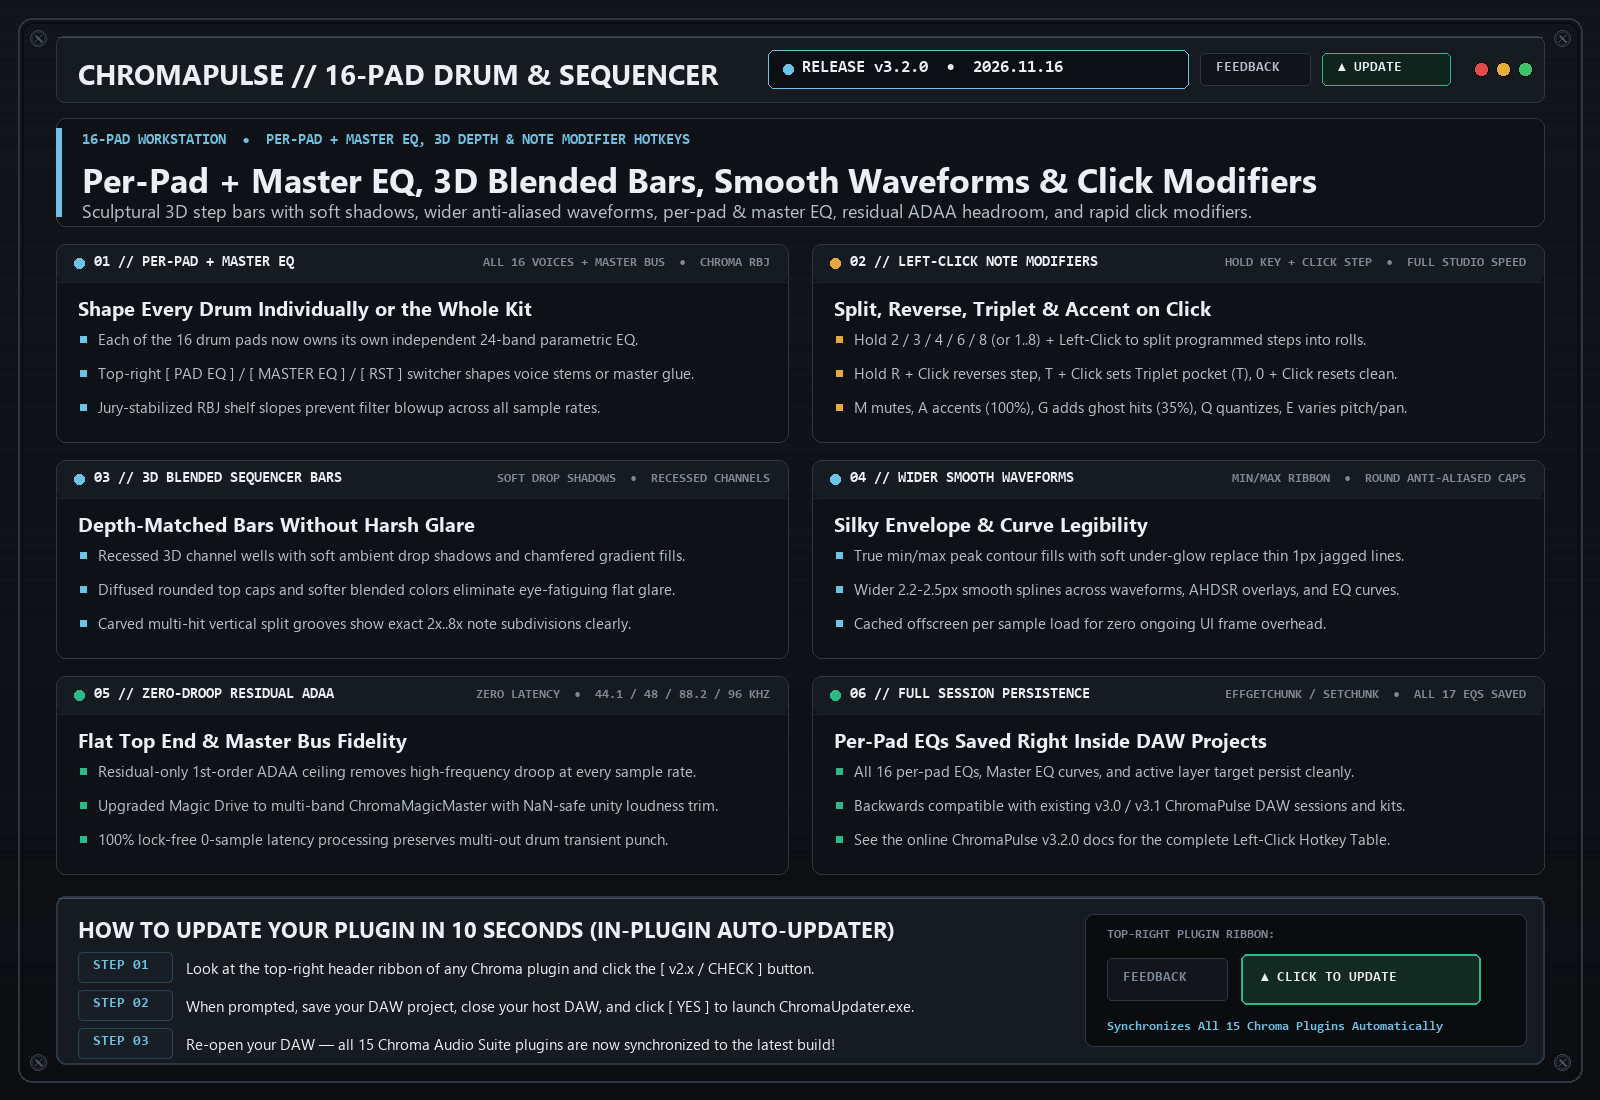 CHROMAPULSE // 16-PAD DRUM & SEQUENCER
RELEASE v3.2.0 • 2026.11.16
FEEDBACK
▲ UPDATE
16-PAD WORKSTATION • PER-PAD + MASTER EQ, 3D DEPTH & NOTE MODIFIER HOTKEYS
Per-Pad + Master EQ, 3D Blended Bars, Smooth Waveforms & Click Modifiers
Sculptural 3D step bars with soft shadows, wider anti-aliased waveforms, per-pad & master EQ, residual ADAA headroom, and rapid click modifiers.
01 // PER-PAD + MASTER EQ
ALL 16 VOICES + MASTER BUS • CHROMA RBJ
Shape Every Drum Individually or the Whole Kit
Each of the 16 drum pads now owns its own independent 24-band parametric EQ.
Top-right [ PAD EQ ] / [ MASTER EQ ] / [ RST ] switcher shapes voice stems or master glue.
Jury-stabilized RBJ shelf slopes prevent filter blowup across all sample rates.
02 // LEFT-CLICK NOTE MODIFIERS
HOLD KEY + CLICK STEP • FULL STUDIO SPEED
Split, Reverse, Triplet & Accent on Click
Hold 2 / 3 / 4 / 6 / 8 (or 1..8) + Left-Click to split programmed steps into rolls.
Hold R + Click reverses step, T + Click sets Triplet pocket (T), 0 + Click resets clean.
M mutes, A accents (100%), G adds ghost hits (35%), Q quantizes, E varies pitch/pan.
03 // 3D BLENDED SEQUENCER BARS
SOFT DROP SHADOWS • RECESSED CHANNELS
Depth-Matched Bars Without Harsh Glare
Recessed 3D channel wells with soft ambient drop shadows and chamfered gradient fills.
Diffused rounded top caps and softer blended colors eliminate eye-fatiguing flat glare.
Carved multi-hit vertical split grooves show exact 2x..8x note subdivisions clearly.
04 // WIDER SMOOTH WAVEFORMS
MIN/MAX RIBBON • ROUND ANTI-ALIASED CAPS
Silky Envelope & Curve Legibility
True min/max peak contour fills with soft under-glow replace thin 1px jagged lines.
Wider 2.2-2.5px smooth splines across waveforms, AHDSR overlays, and EQ curves.
Cached offscreen per sample load for zero ongoing UI frame overhead.
05 // ZERO-DROOP RESIDUAL ADAA
ZERO LATENCY • 44.1 / 48 / 88.2 / 96 KHZ
Flat Top End & Master Bus Fidelity
Residual-only 1st-order ADAA ceiling removes high-frequency droop at every sample rate.
Upgraded Magic Drive to multi-band ChromaMagicMaster with NaN-safe unity loudness trim.
100% lock-free 0-sample latency processing preserves multi-out drum transient punch.
06 // FULL SESSION PERSISTENCE
EFFGETCHUNK / SETCHUNK • ALL 17 EQS SAVED
Per-Pad EQs Saved Right Inside DAW Projects
All 16 per-pad EQs, Master EQ curves, and active layer target persist cleanly.
Backwards compatible with existing v3.0 / v3.1 ChromaPulse DAW sessions and kits.
See the online ChromaPulse v3.2.0 docs for the complete Left-Click Hotkey Table.
HOW TO UPDATE YOUR PLUGIN IN 10 SECONDS (IN-PLUGIN AUTO-UPDATER)
STEP 01
Look at the top-right header ribbon of any Chroma plugin and click the [ v2.x / CHECK ] button.
STEP 02
When prompted, save your DAW project, close your host DAW, and click [ YES ] to launch ChromaUpdater.exe.
STEP 03
Re-open your DAW — all 15 Chroma Audio Suite plugins are now synchronized to the latest build!
TOP-RIGHT PLUGIN RIBBON:
FEEDBACK
▲ CLICK TO UPDATE
Synchronizes All 15 Chroma Plugins Automatically